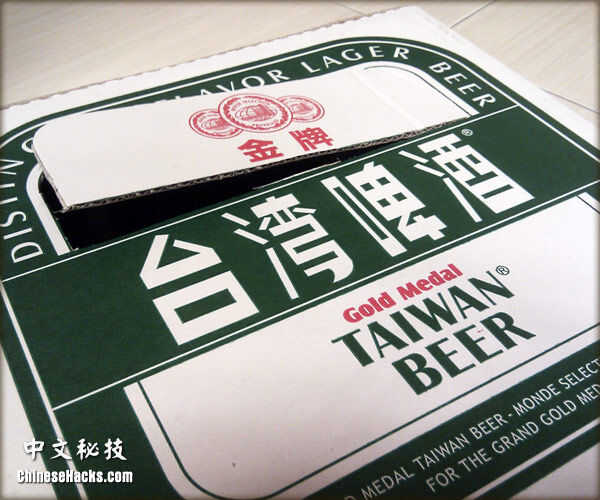 FLAVOR LAGER BEER
金牌
台湾啤酒®
Gold Medal
TAIWAN®
BEER
MEDAL TAIWAN BEER - MONDE SELECT
FOR THE GRAND GOLD MED
中文秘技
ChineseHacks.com